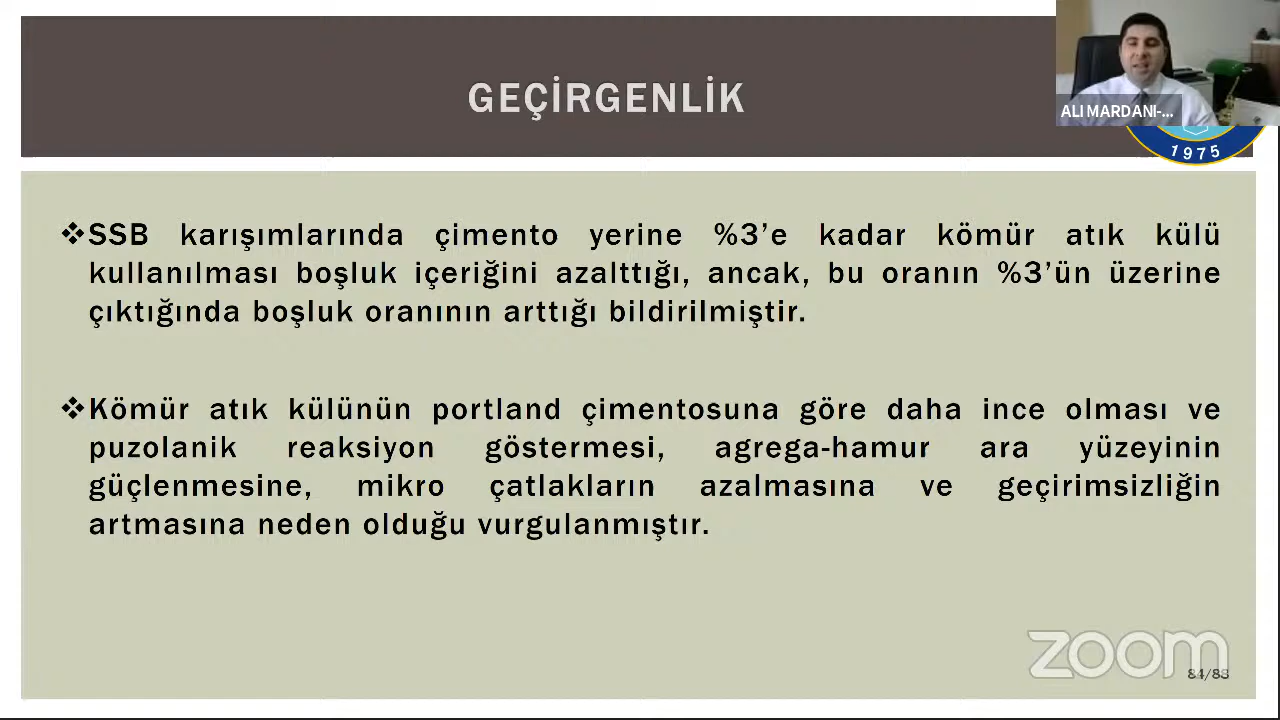 GEÇİRGENLİK
ALI MARDANI-...
1975
❖SSB karışımlarında çimento yerine %3’e kadar kömür atık külü
kullanılması boşluk içeriğini azalttığı, ancak, bu oranın %3’ün üzerine
çıktığında boşluk oranının arttığı bildirilmiştir.
❖Kömür atık külünün portland çimentosuna göre daha ince olması ve
puzolanik reaksiyon göstermesi, agrega-hamur ara yüzeyinin
güçlenmesine, mikro çatlakların azalmasına ve geçirimsizliğin
artmasına neden olduğu vurgulanmıştır.
zoom
84/83